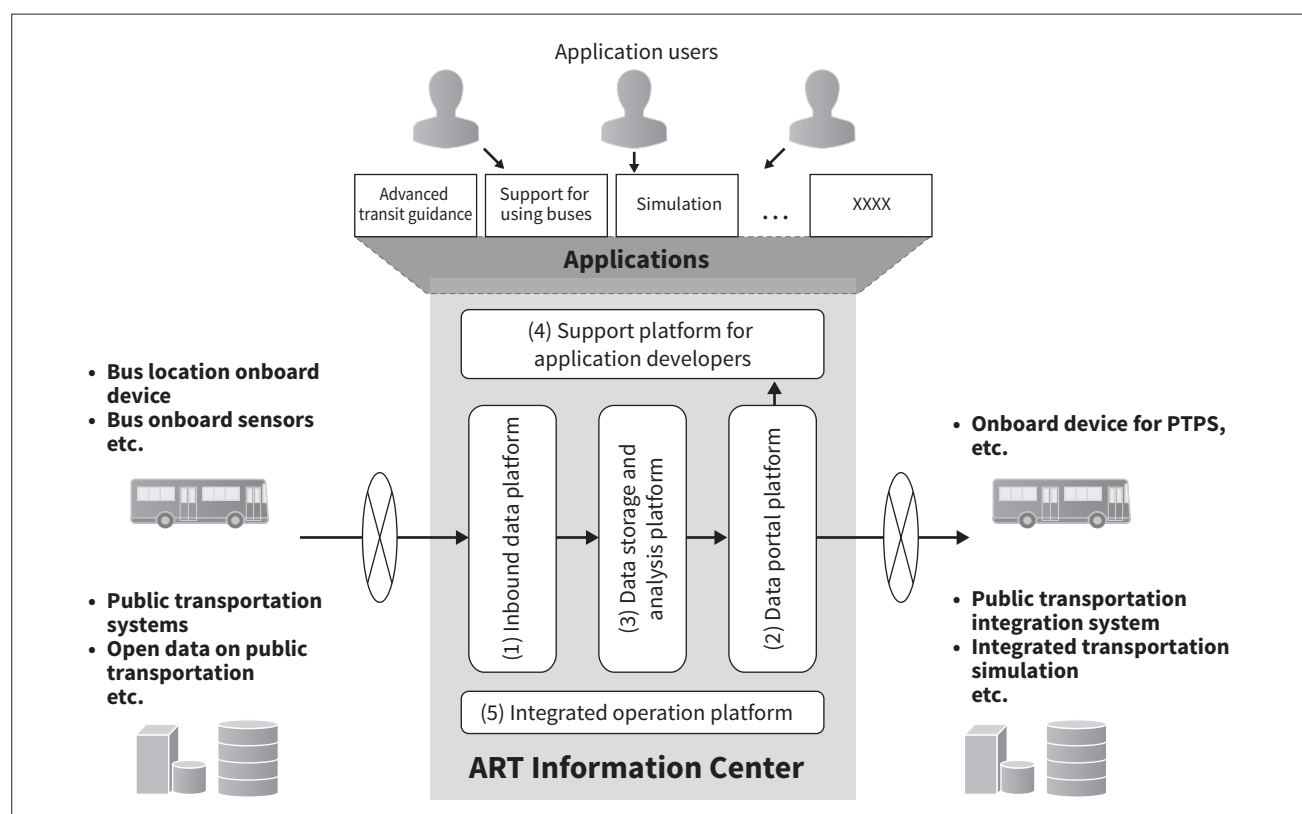 Application users
Advanced
transit guidance
Support for
using buses
Simulation
...
XXXX
Applications
(4) Support platform for
application developers
• Bus location onboard
device
• Bus onboard sensors
etc.
• Public transportation
systems
• Open data on public
transportation
etc.
(1) Inbound data platform
(3) Data storage and
analysis platform
(2) Data portal platform
• Onboard device for PTPS,
etc.
• Public transportation
integration system
• Integrated transportation
simulation
etc.
(5) Integrated operation platform
ART Information Center